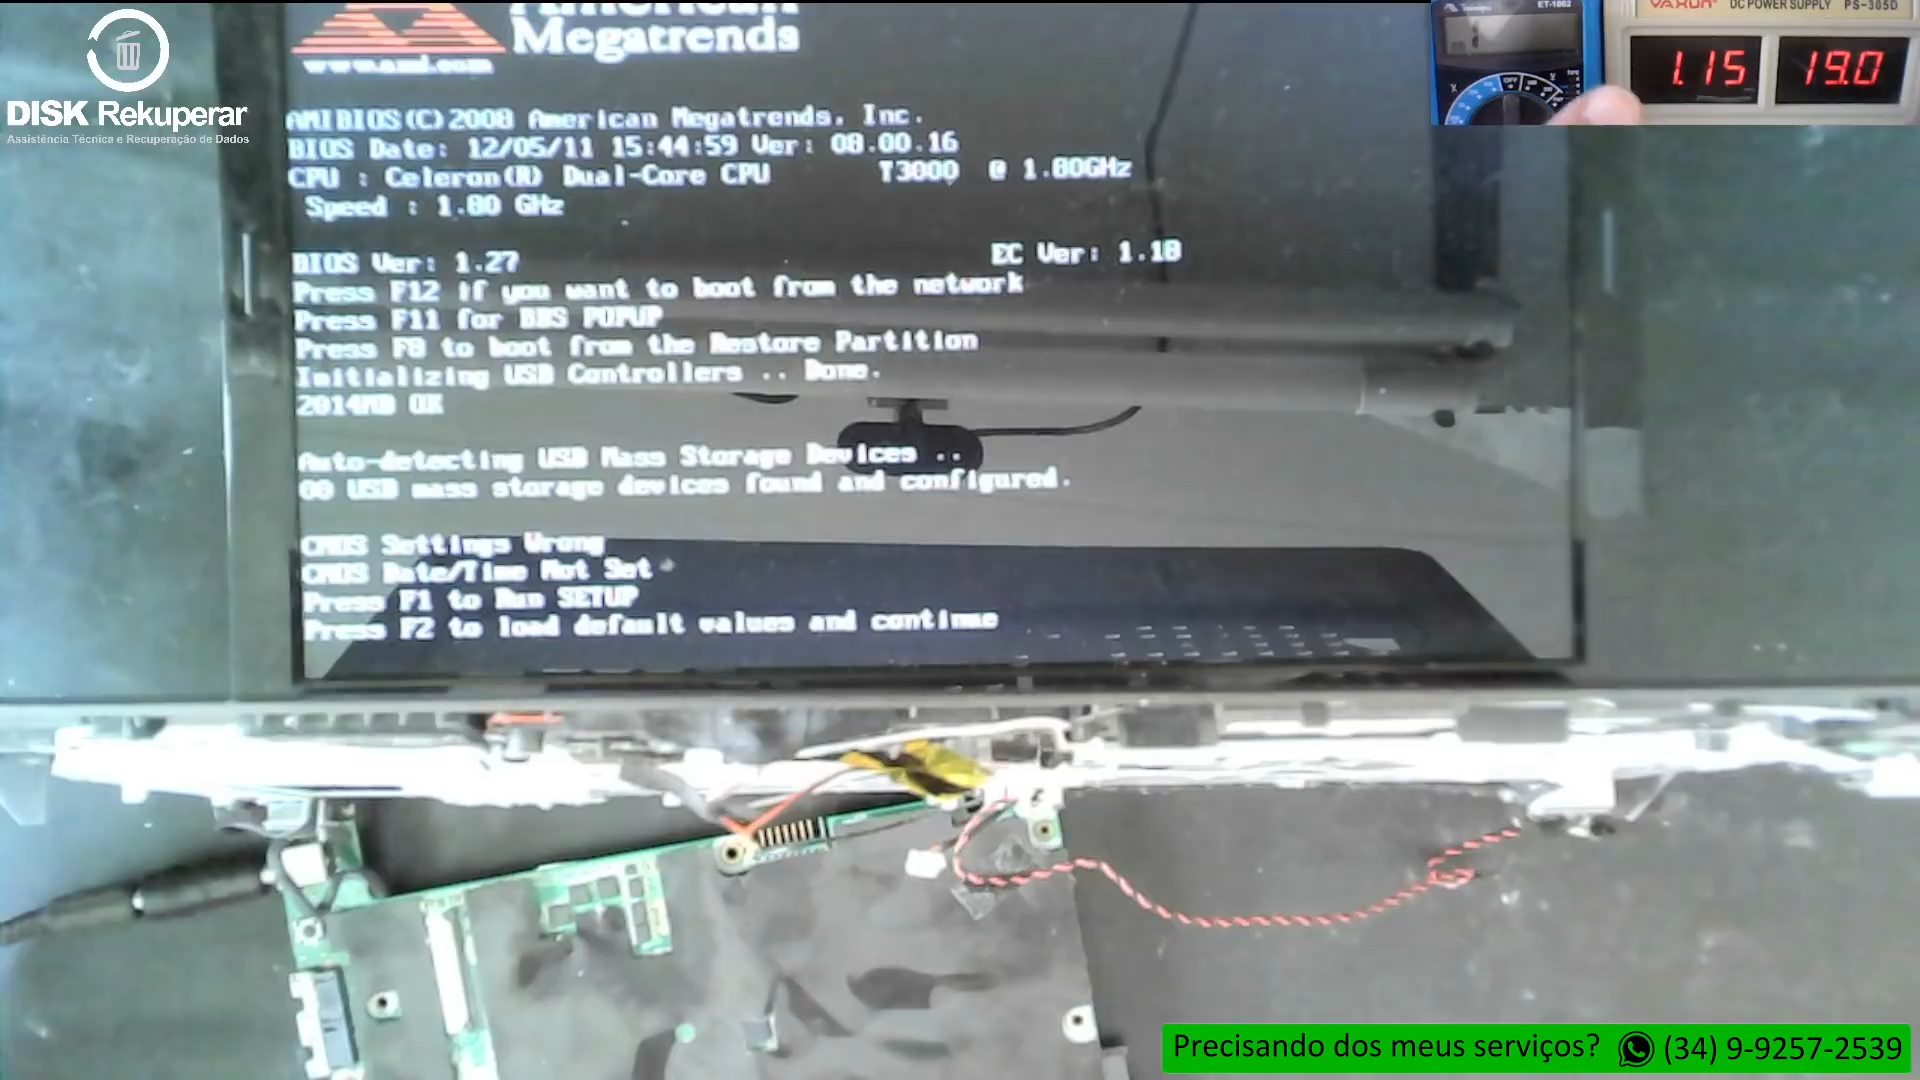 American
Megatrends
www.ami.com
AMIBIOS(C)2008 American Megatrends, Inc.
BIOS Date: 12/05/11 15:44:59 Ver: 08.00.16
CPU : Celeron(R) Dual-Core CPU T3000 @ 1.80GHz
Speed : 1.80 GHz
BIOS Ver: 1.27 EC Ver: 1.18
Press F12 if you want to boot from the network
Press F11 for BBS POPUP
Press F8 to boot from the Restore Partition
Initializing USB Controllers .. Done.
2014MB OK
Auto-detecting USB Mass Storage Devices ..
00 USB mass storage devices found and configured.
CMOS Settings Wrong
CMOS Date/Time Not Set
Press F1 to Run SETUP
Press F2 to load default values and continue
DISK Rekuperar
Assistência Técnica e Recuperação de Dados
ET-1002
DC POWER SUPPLY PS-305D
1.15 19.0
OFF
Precisando dos meus serviços? (34) 9-9257-2539